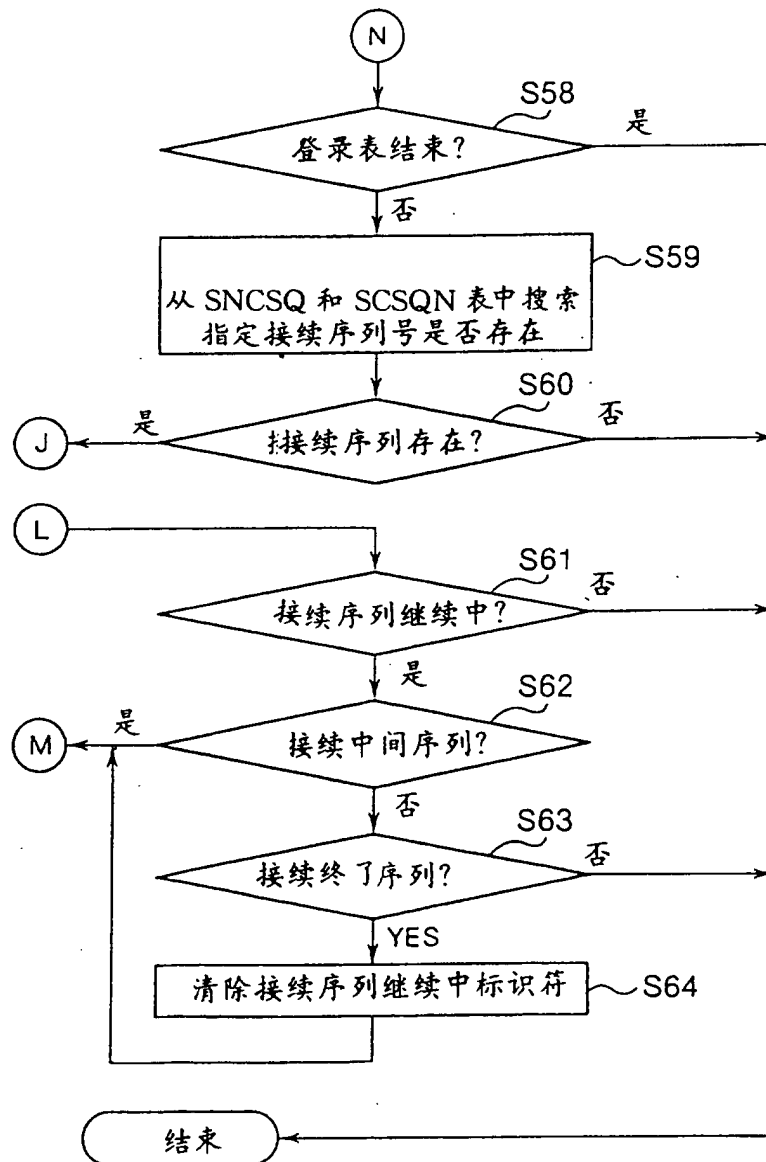 N
S58
登录表结束?
是
否
S59
从 SNCSQ 和 SCSQN 表中搜索
指定接续序列号是否存在
S60
J
是
接续序列存在?
否
L
S61
接续序列继续中?
否
是
S62
M
是
接续中间序列?
否
S63
接续终了序列?
否
YES
清除接续序列继续中标识符
S64
结束